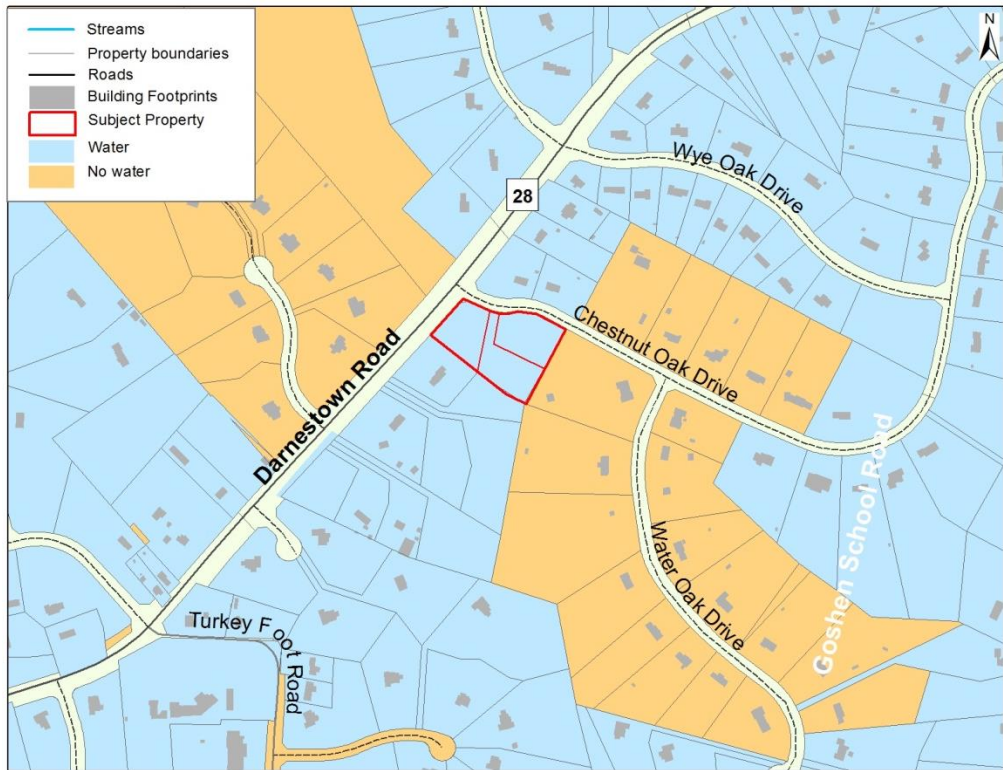 Streams
Property boundaries
Roads
Building Footprints
Subject Property
Water
No water
N
28
Wye Oak Drive
Chestnut Oak Drive
Darnestown Road
Goshen School Road
Water Oak Drive
Turkey Foot Road